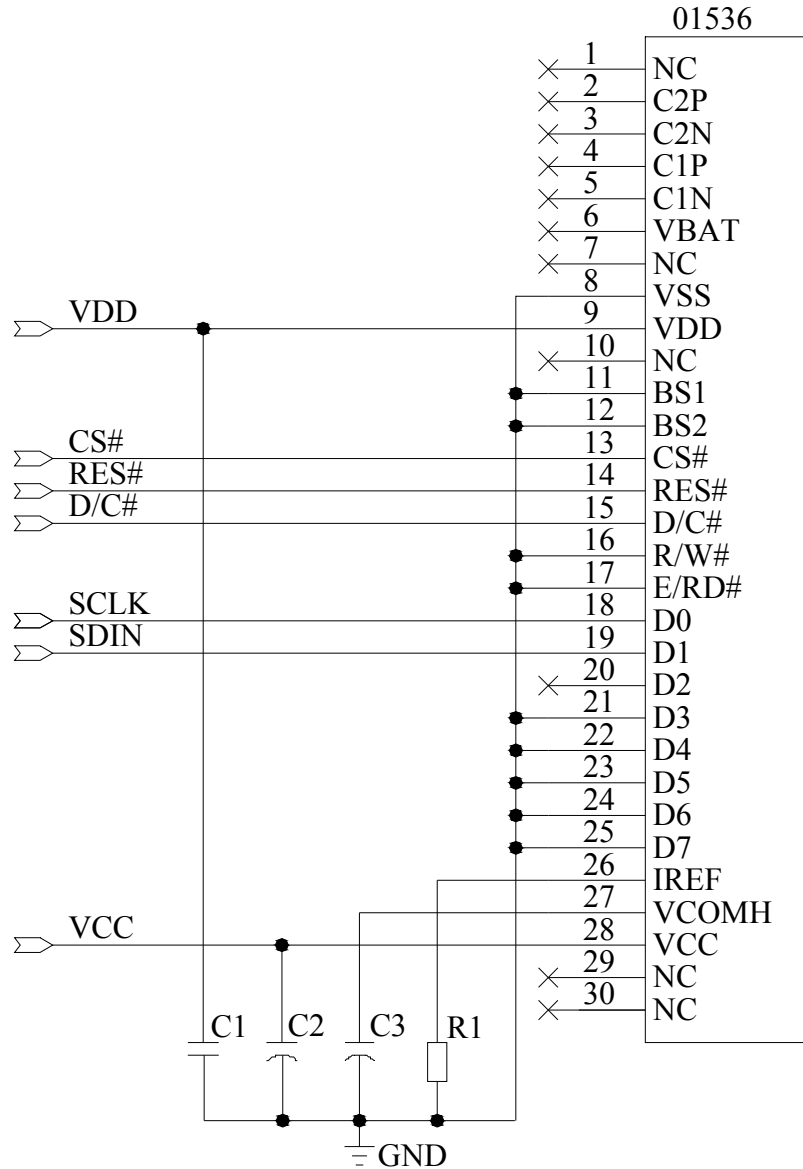 01536
1 NC
2 C2P
3 C2N
4 C1P
5 C1N
6 VBAT
7 NC
8 VSS
VDD 9 VDD
10 NC
11 BS1
12 BS2
CS# 13 CS#
RES# 14 RES#
D/C# 15 D/C#
16 R/W#
17 E/RD#
SCLK 18 D0
SDIN 19 D1
20 D2
21 D3
22 D4
23 D5
24 D6
25 D7
26 IREF
27 VCOMH
VCC 28 VCC
29 NC
30 NC
C1 C2 C3 R1
GND